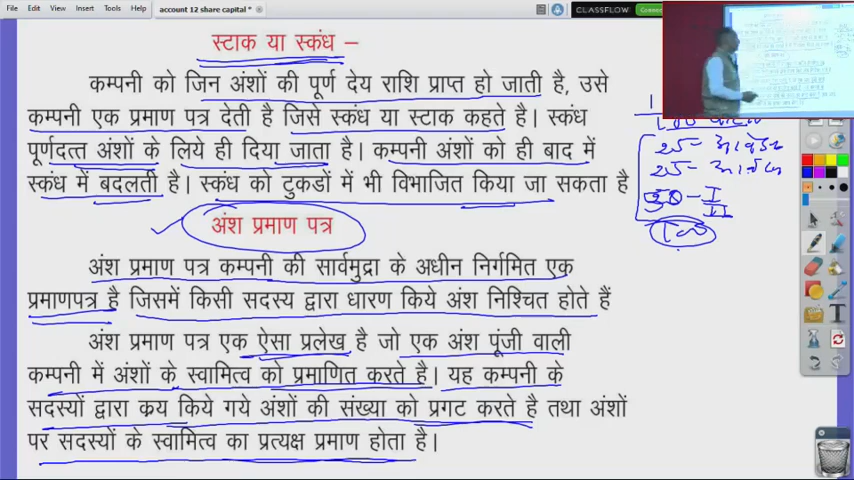 File Edit View Insert Tools Help
account 12 share capital *
CLASSFLOW
स्टाक या स्कंध –
कम्पनी को जिन अंशों की पूर्ण देय राशि प्राप्त हो जाती है, उसे
कम्पनी एक प्रमाण पत्र देती है जिसे स्कंध या स्टाक कहते है। स्कंध
पूर्णदत्त अंशों के लिये ही दिया जाता है। कम्पनी अंशों को ही बाद में
स्कंध में बदलती है। स्कंध को टुकडों में भी विभाजित किया जा सकता है
अंश प्रमाण पत्र
अंश प्रमाण पत्र कम्पनी की सार्वमुद्रा के अधीन निर्गमित एक
प्रमाणपत्र है जिसमें किसी सदस्य द्वारा धारण किये अंश निश्चित होते हैं
अंश प्रमाण पत्र एक ऐसा प्रलेख है जो एक अंश पूंजी वाली
कम्पनी में अंशों के स्वामित्व को प्रमाणित करते है। यह कम्पनी के
सदस्यों द्वारा क्रय किये गये अंशों की संख्या को प्रगट करते है तथा अंशों
पर सदस्यों के स्वामित्व का प्रत्यक्ष प्रमाण होता है।
25 –
25 –
– I
II